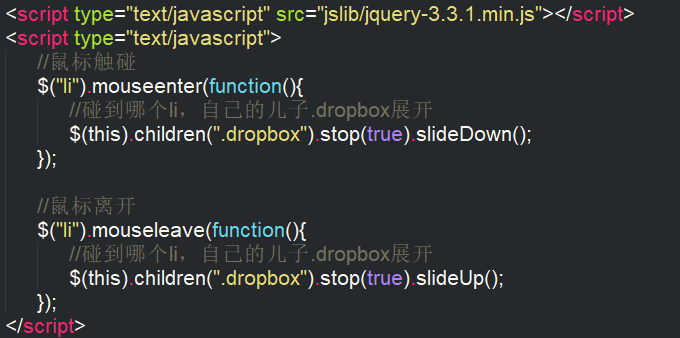 <script type="text/javascript" src="jslib/jquery-3.3.1.min.js"></script>
<script type="text/javascript">
//鼠标触碰
$("li").mouseenter(function(){
//碰到哪个li，自己的儿子.dropbox展开
$(this).children(".dropbox").stop(true).slideDown();
});
//鼠标离开
$("li").mouseleave(function(){
//碰到哪个li，自己的儿子.dropbox展开
$(this).children(".dropbox").stop(true).slideUp();
});
</script>